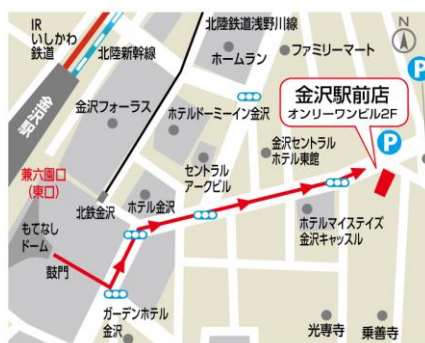 IR
いしかわ
鉄道
北陸新幹線
北陸鉄道浅野川線
ホームラン
ファミリーマート
N
P
金沢駅
金沢フォーラス
ホテルドーミーイン金沢
金沢駅前店
オンリーワンビル2F
P
金沢セントラル
ホテル東館
セントラル
アークビル
兼六園口
(東口)
北鉄金沢
ホテル金沢
もてなし
ドーム
鼓門
ホテルマイステイズ
金沢キャッスル
ガーデンホテル
金沢
光専寺
乗善寺